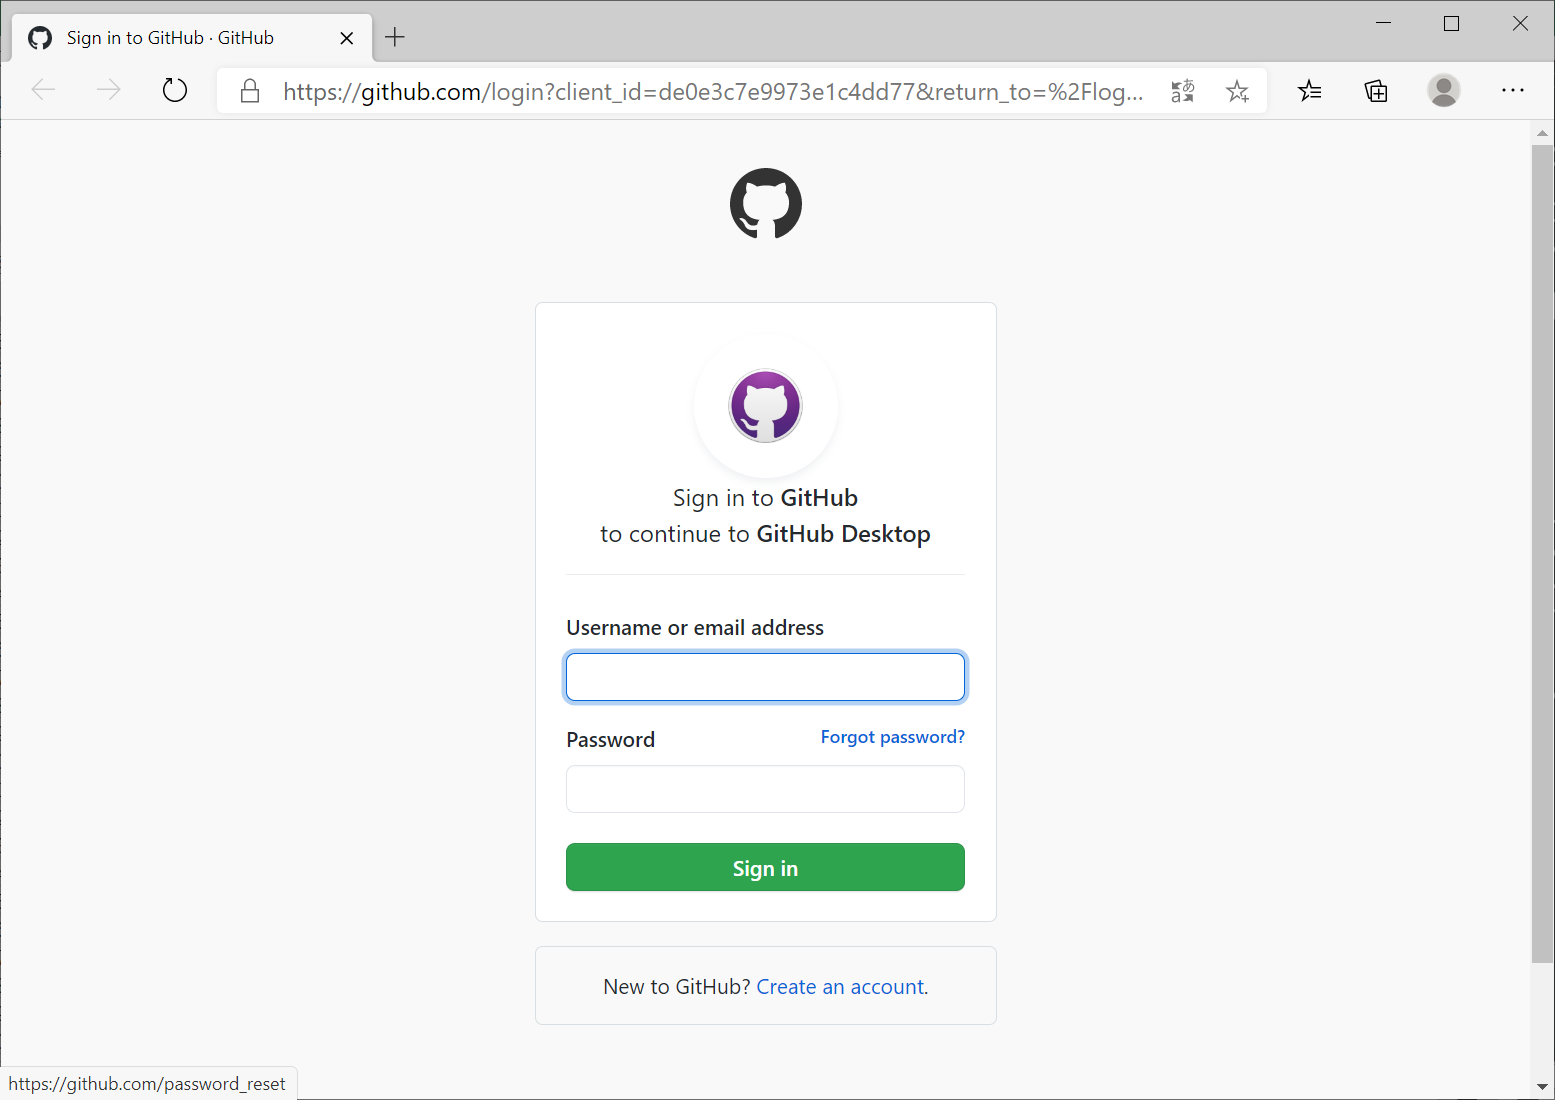 Sign in to GitHub · GitHub
https://github.com/login?client_id=de0e3c7e9973e1c4dd77&return_to=%2Flog...
Sign in to GitHub
to continue to GitHub Desktop
Username or email address
Password
Forgot password?
Sign in
New to GitHub? Create an account.
https://github.com/password_reset